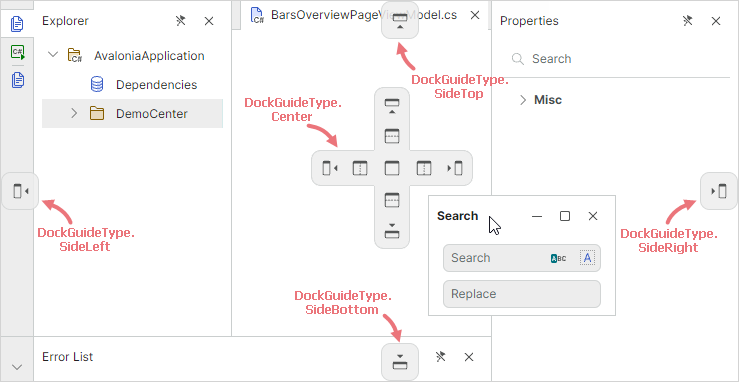 Explorer
BarsOverviewPageViewModel.cs
Properties
C#
AvaloniaApplication
Dependencies
DemoCenter
Search
Misc
DockGuideType.
SideTop
DockGuideType.
Center
DockGuideType.
SideLeft
DockGuideType.
SideRight
Search
Search
ABC
A
Replace
DockGuideType.
SideBottom
Error List